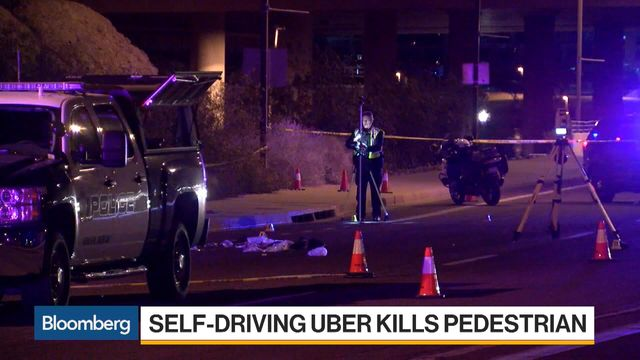 POLICE
Bloomberg
SELF-DRIVING UBER KILLS PEDESTRIAN